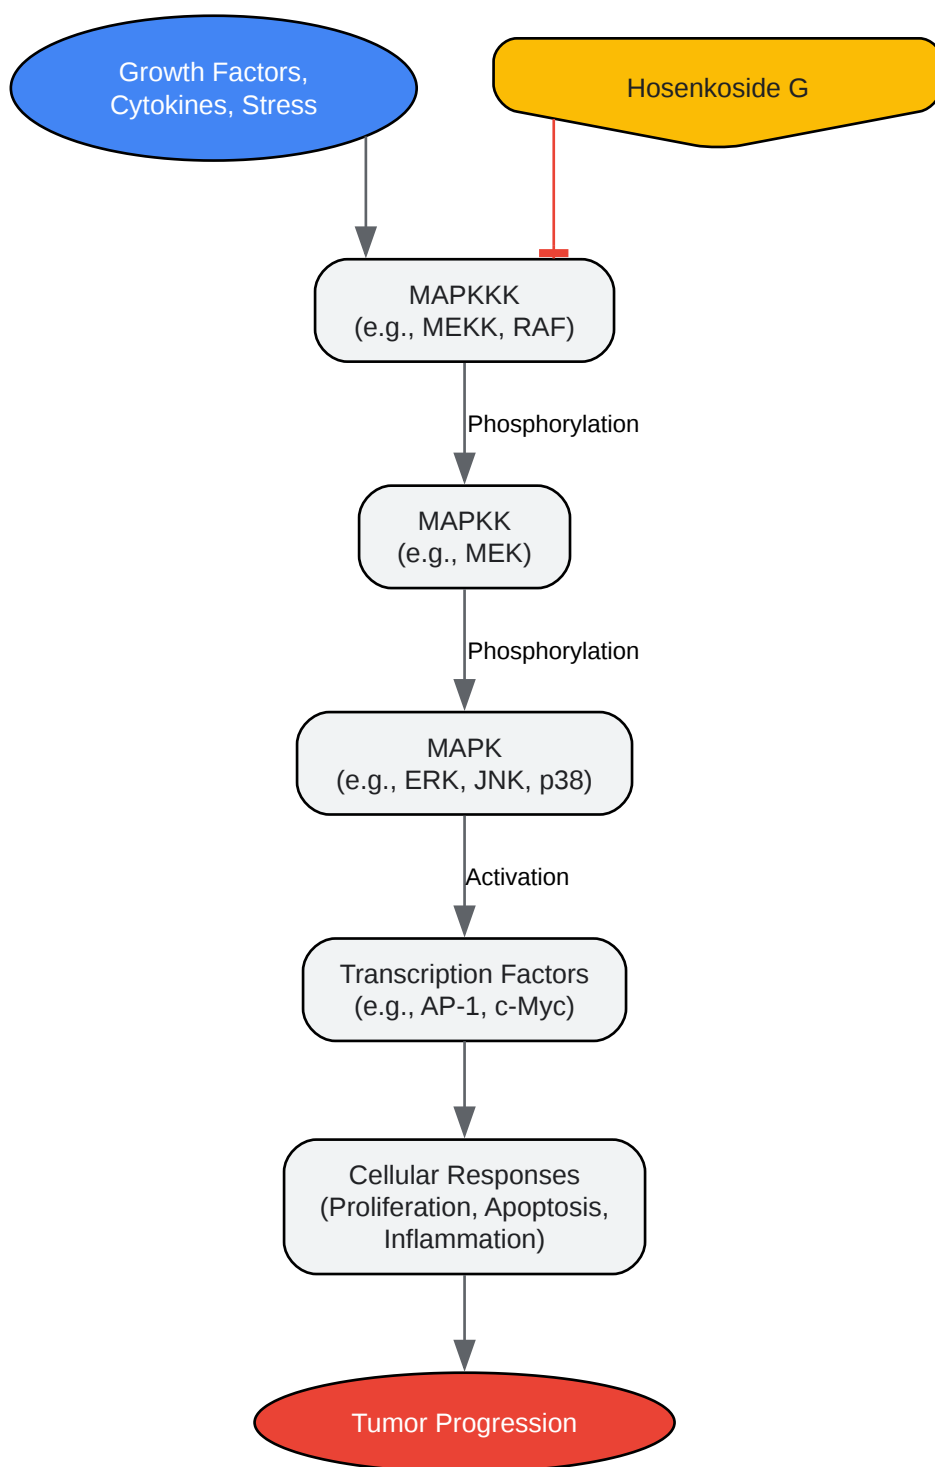 Growth Factors,
Cytokines, Stress
Hosenkoside G
MAPKKK
(e.g., MEKK, RAF)
Phosphorylation
MAPKK
(e.g., MEK)
Phosphorylation
MAPK
(e.g., ERK, JNK, p38)
Activation
Transcription Factors
(e.g., AP-1, c-Myc)
Cellular Responses
(Proliferation, Apoptosis,
Inflammation)
Tumor Progression